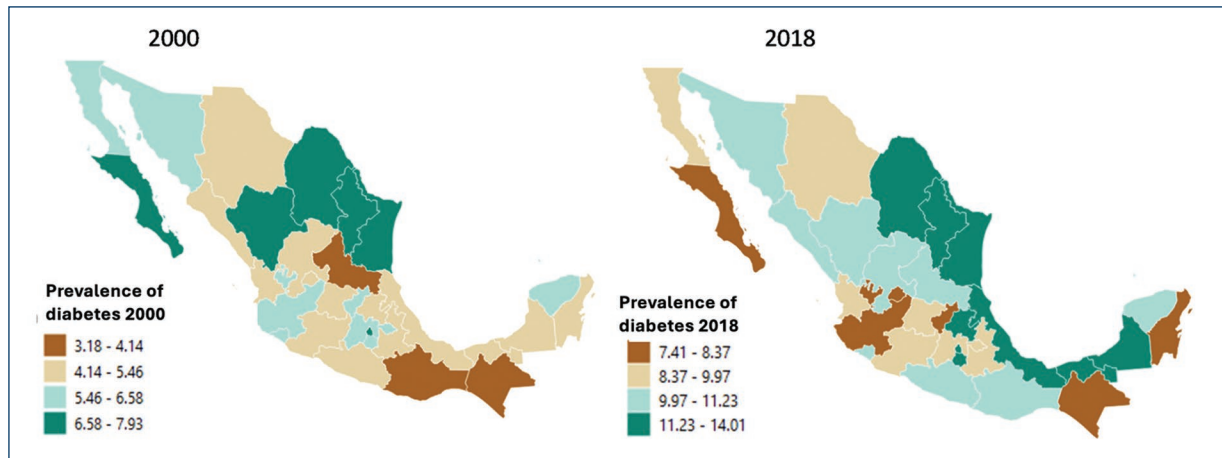 2000
Prevalence of
diabetes 2000
3.18 - 4.14
4.14 - 5.46
5.46 - 6.58
6.58 - 7.93
2018
Prevalence of
diabetes 2018
7.41 - 8.37
8.37 - 9.97
9.97 - 11.23
11.23 - 14.01